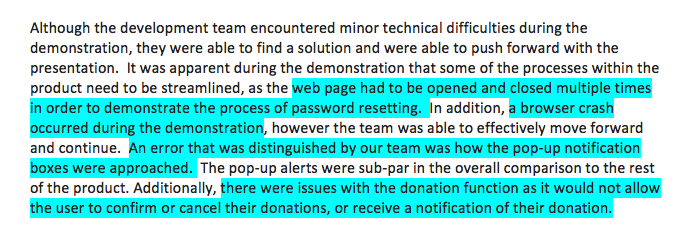 Although the development team encountered minor technical difficulties during the
demonstration, they were able to find a solution and were able to push forward with the
presentation.  It was apparent during the demonstration that some of the processes within the
product need to be streamlined, as the web page had to be opened and closed multiple times
in order to demonstrate the process of password resetting.  In addition, a browser crash
occurred during the demonstration, however the team was able to effectively move forward
and continue.  An error that was distinguished by our team was how the pop-up notification
boxes were approached.  The pop-up alerts were sub-par in the overall comparison to the rest
of the product. Additionally, there were issues with the donation function as it would not allow
the user to confirm or cancel their donations, or receive a notification of their donation.